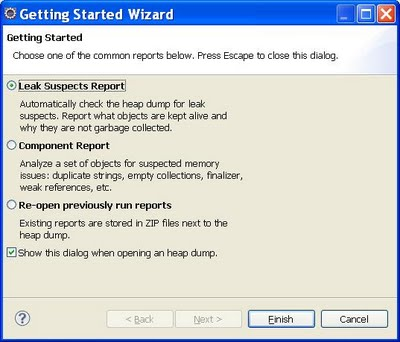 Getting Started Wizard
Getting Started
Choose one of the common reports below. Press Escape to close this dialog.
Leak Suspects Report
Automatically check the heap dump for leak
suspects. Report what objects are kept alive and
why they are not garbage collected.
Component Report
Analyze a set of objects for suspected memory
issues: duplicate strings, empty collections, finalizer,
weak references, etc.
Re-open previously run reports
Existing reports are stored in ZIP files next to the
heap dump.
Show this dialog when opening an heap dump.
? < Back Next > Finish Cancel